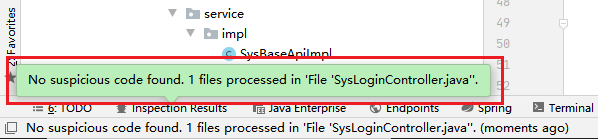 service
impl
SysBaseApiImpl
48
49
50
51
52
2: Favorites
No suspicious code found. 1 files processed in 'File 'SysLoginController.java''.
6: TODO
Inspection Results
Java Enterprise
Endpoints
Spring
Terminal
No suspicious code found. 1 files processed in 'File 'SysLoginController.java''. (moments ago)